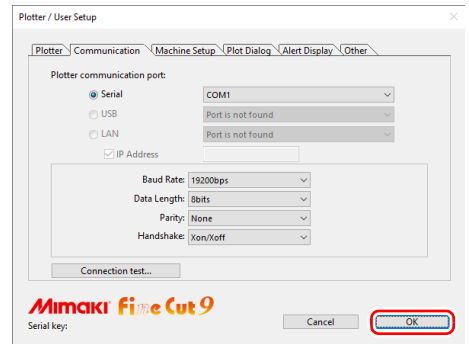 Plotter / User Setup
Plotter Communication Machine Setup Plot Dialog Alert Display Other
Plotter communication port:
Serial COM1
USB Port is not found
LAN Port is not found
IP Address
Baud Rate: 19200bps
Data Length: 8bits
Parity: None
Handshake: Xon/Xoff
Connection test...
Mimaki FineCut9
Serial key:
Cancel OK